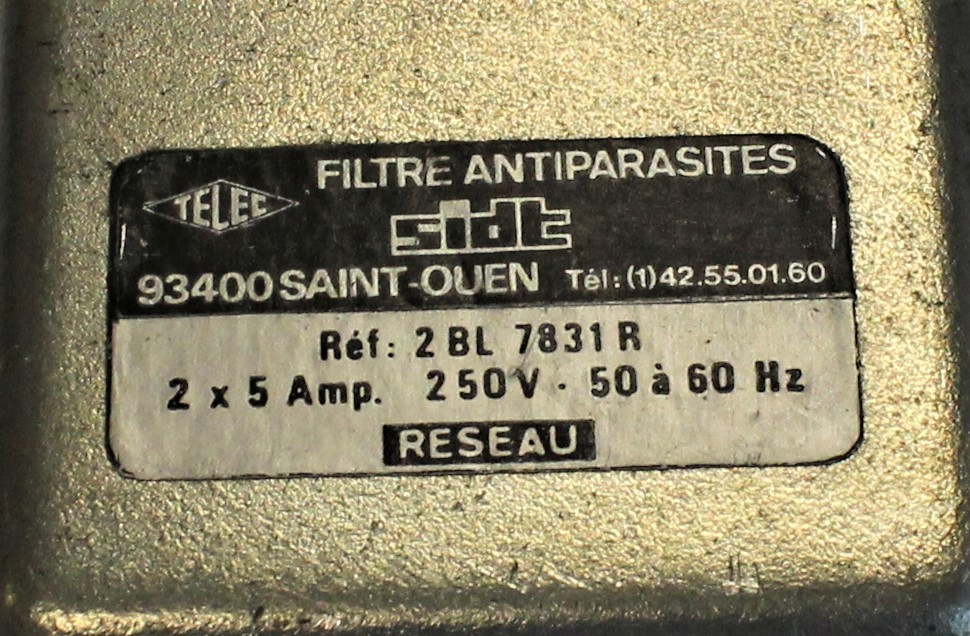 FILTRE ANTIPARASITES
TELEC
sidt
93400 SAINT-OUEN Tél: (1) 42.55.01.60
Réf: 2 BL 7831 R
2 x 5 Amp. 250 V · 50 à 60 Hz
RESEAU